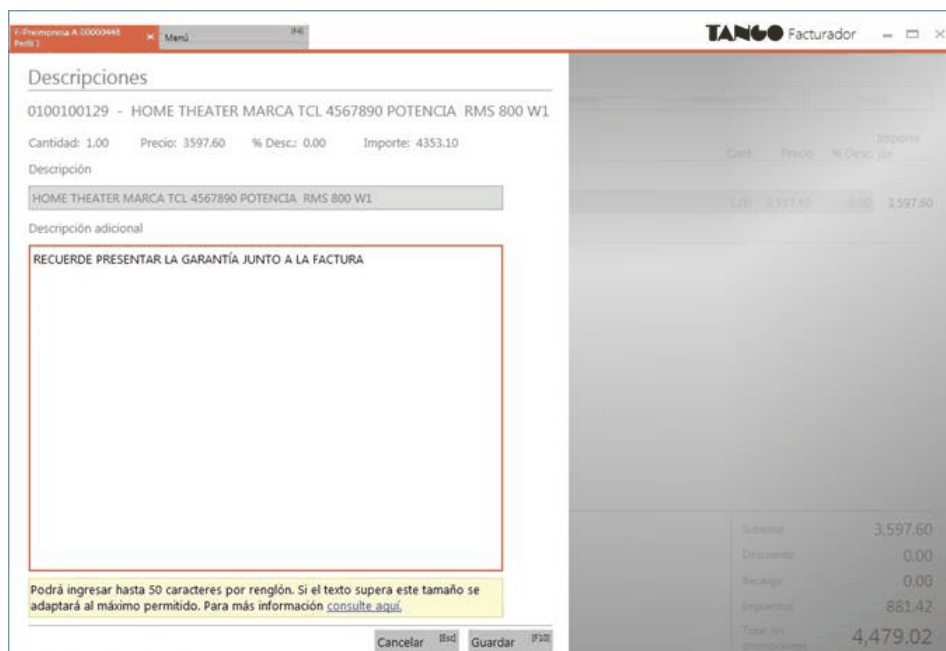 F-Preimpresa A 00000448
Perfil 1
Menú
[F4]
TANGO Facturador
Descripciones
0100100129 - HOME THEATER MARCA TCL 4567890 POTENCIA RMS 800 W1
Cantidad: 1.00 Precio: 3597.60 % Desc.: 0.00 Importe: 4353.10
Descripción
HOME THEATER MARCA TCL 4567890 POTENCIA RMS 800 W1
Descripción adicional
RECUERDE PRESENTAR LA GARANTÍA JUNTO A LA FACTURA
Podrá ingresar hasta 50 caracteres por renglón. Si el texto supera este tamaño se
adaptará al máximo permitido. Para más información consulte aquí.
Cancelar [Esc] Guardar [F10]
Importe
Cant. Precio % Desc.
1.00 3,597.60 0.00 3,597.60
Subtotal 3,597.60
Descuento 0.00
Recargo 0.00
Impuestos 881.42
Total sin
promociones 4,479.02